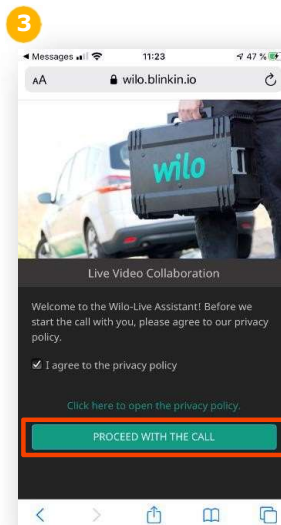 3
Messages 11:23 47 %
AA wilo.blinkin.io
wilo
Live Video Collaboration
Welcome to the Wilo-Live Assistant! Before we
start the call with you, please agree to our privacy
policy.
I agree to the privacy policy
Click here to open the privacy policy.
PROCEED WITH THE CALL